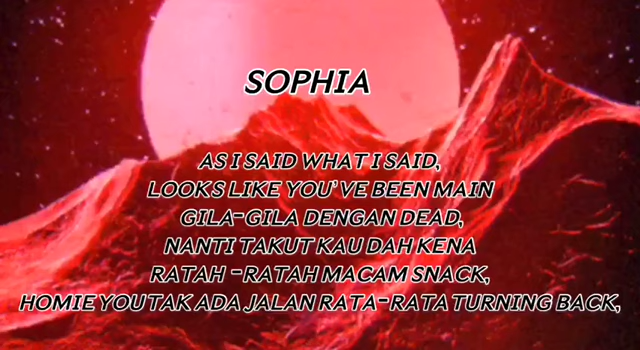 SOPHIA
AS I SAID WHAT I SAID,
LOOKS LIKE YOU'VE BEEN MAIN
GILA-GILA DENGAN DEAD,
NANTI TAKUT KAU DAH KENA
RATAH -RATAH MACAM SNACK,
HOMIE YOU TAK ADA JALAN RATA-RATA TURNING BACK,